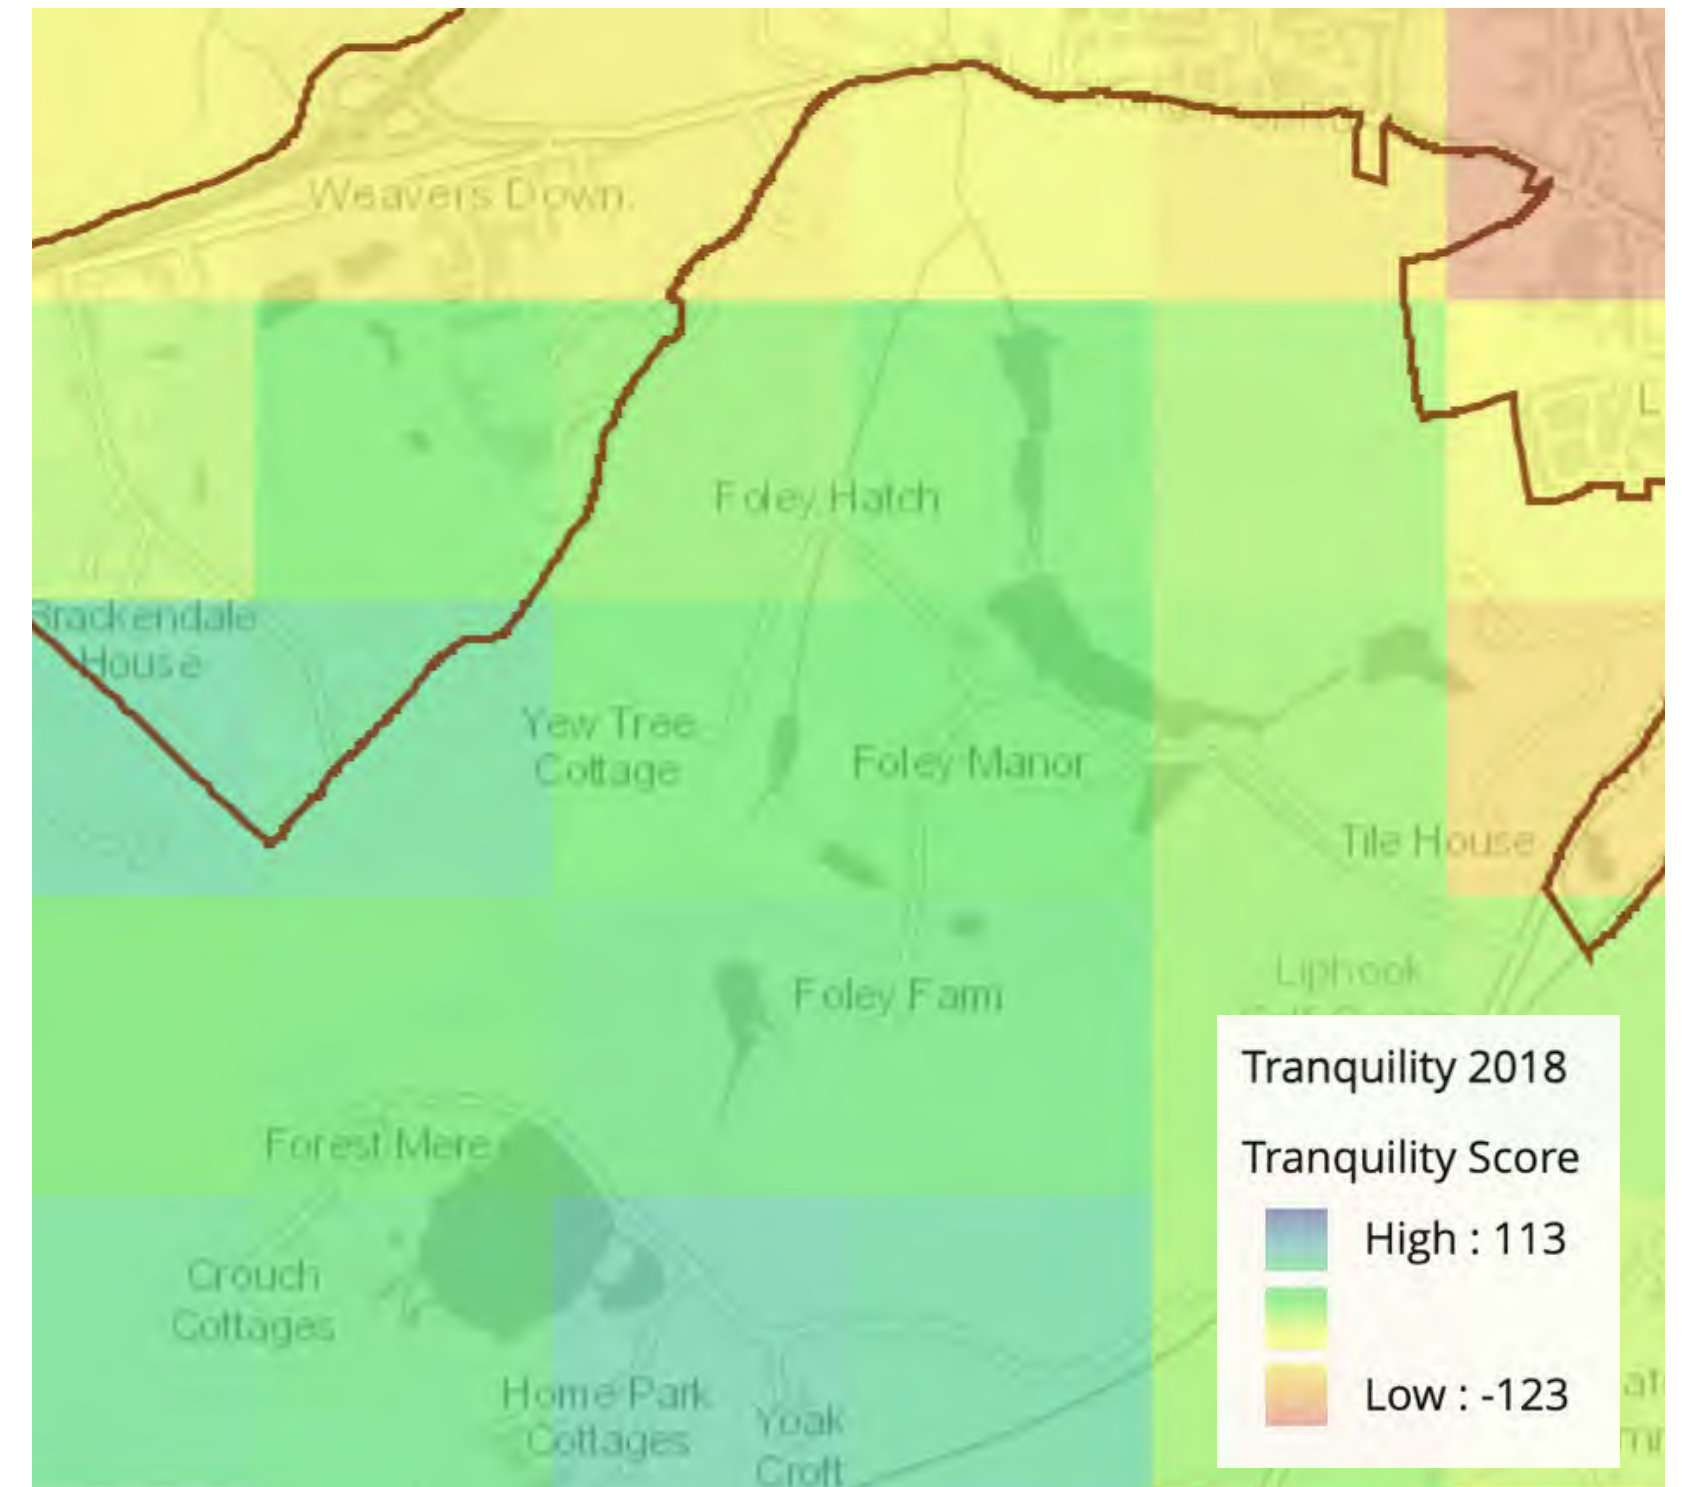 Weavers Down
Foley Hatch
Brackendale
House
Yew Tree
Cottage
Foley Manor
Tile House
Foley Farm
Liphook
Forest Mere
Crouch
Cottages
Home Park
Cottages
Yoak
Croft
Tranquility 2018
Tranquility Score
High : 113
Low : -123